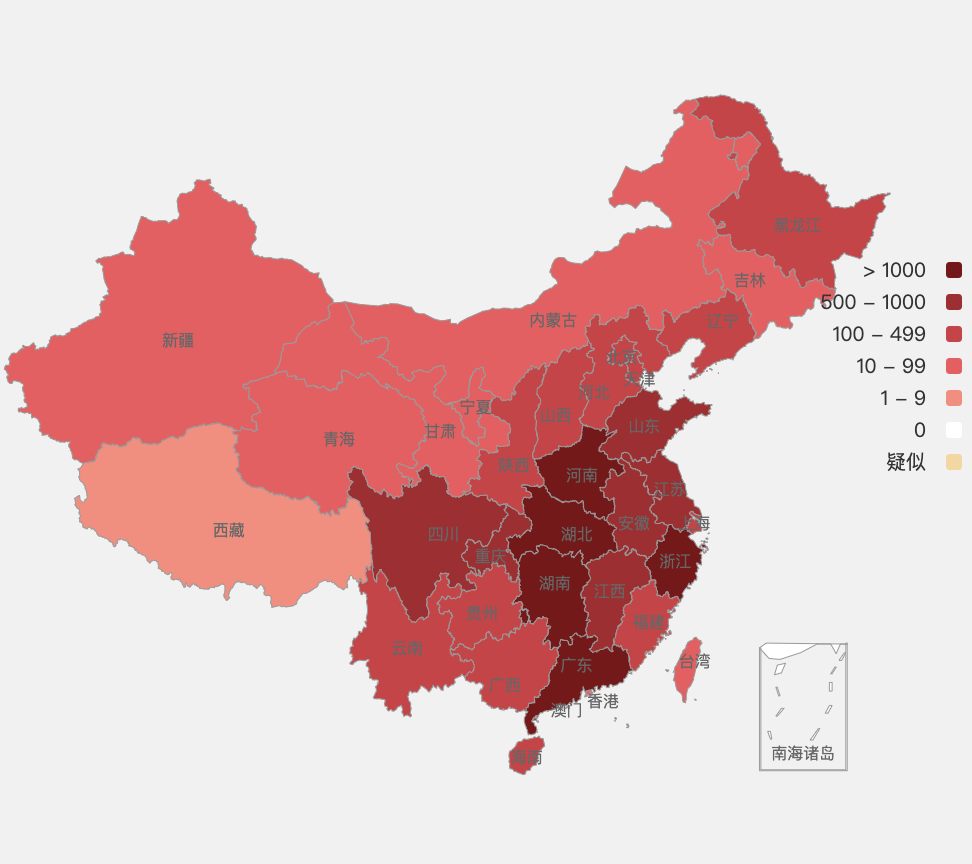 黑龙江
> 1000
吉林
500 – 1000
内蒙古
辽宁
100 – 499
新疆
北京
10 – 99
天津
河北
1 – 9
宁夏
山西
山东
0
甘肃
青海
陕西
疑似
河南
江苏
安徽
上海
西藏
四川
湖北
重庆
浙江
湖南
江西
贵州
福建
云南
广东
台湾
广西
香港
澳门
海南
南海诸岛